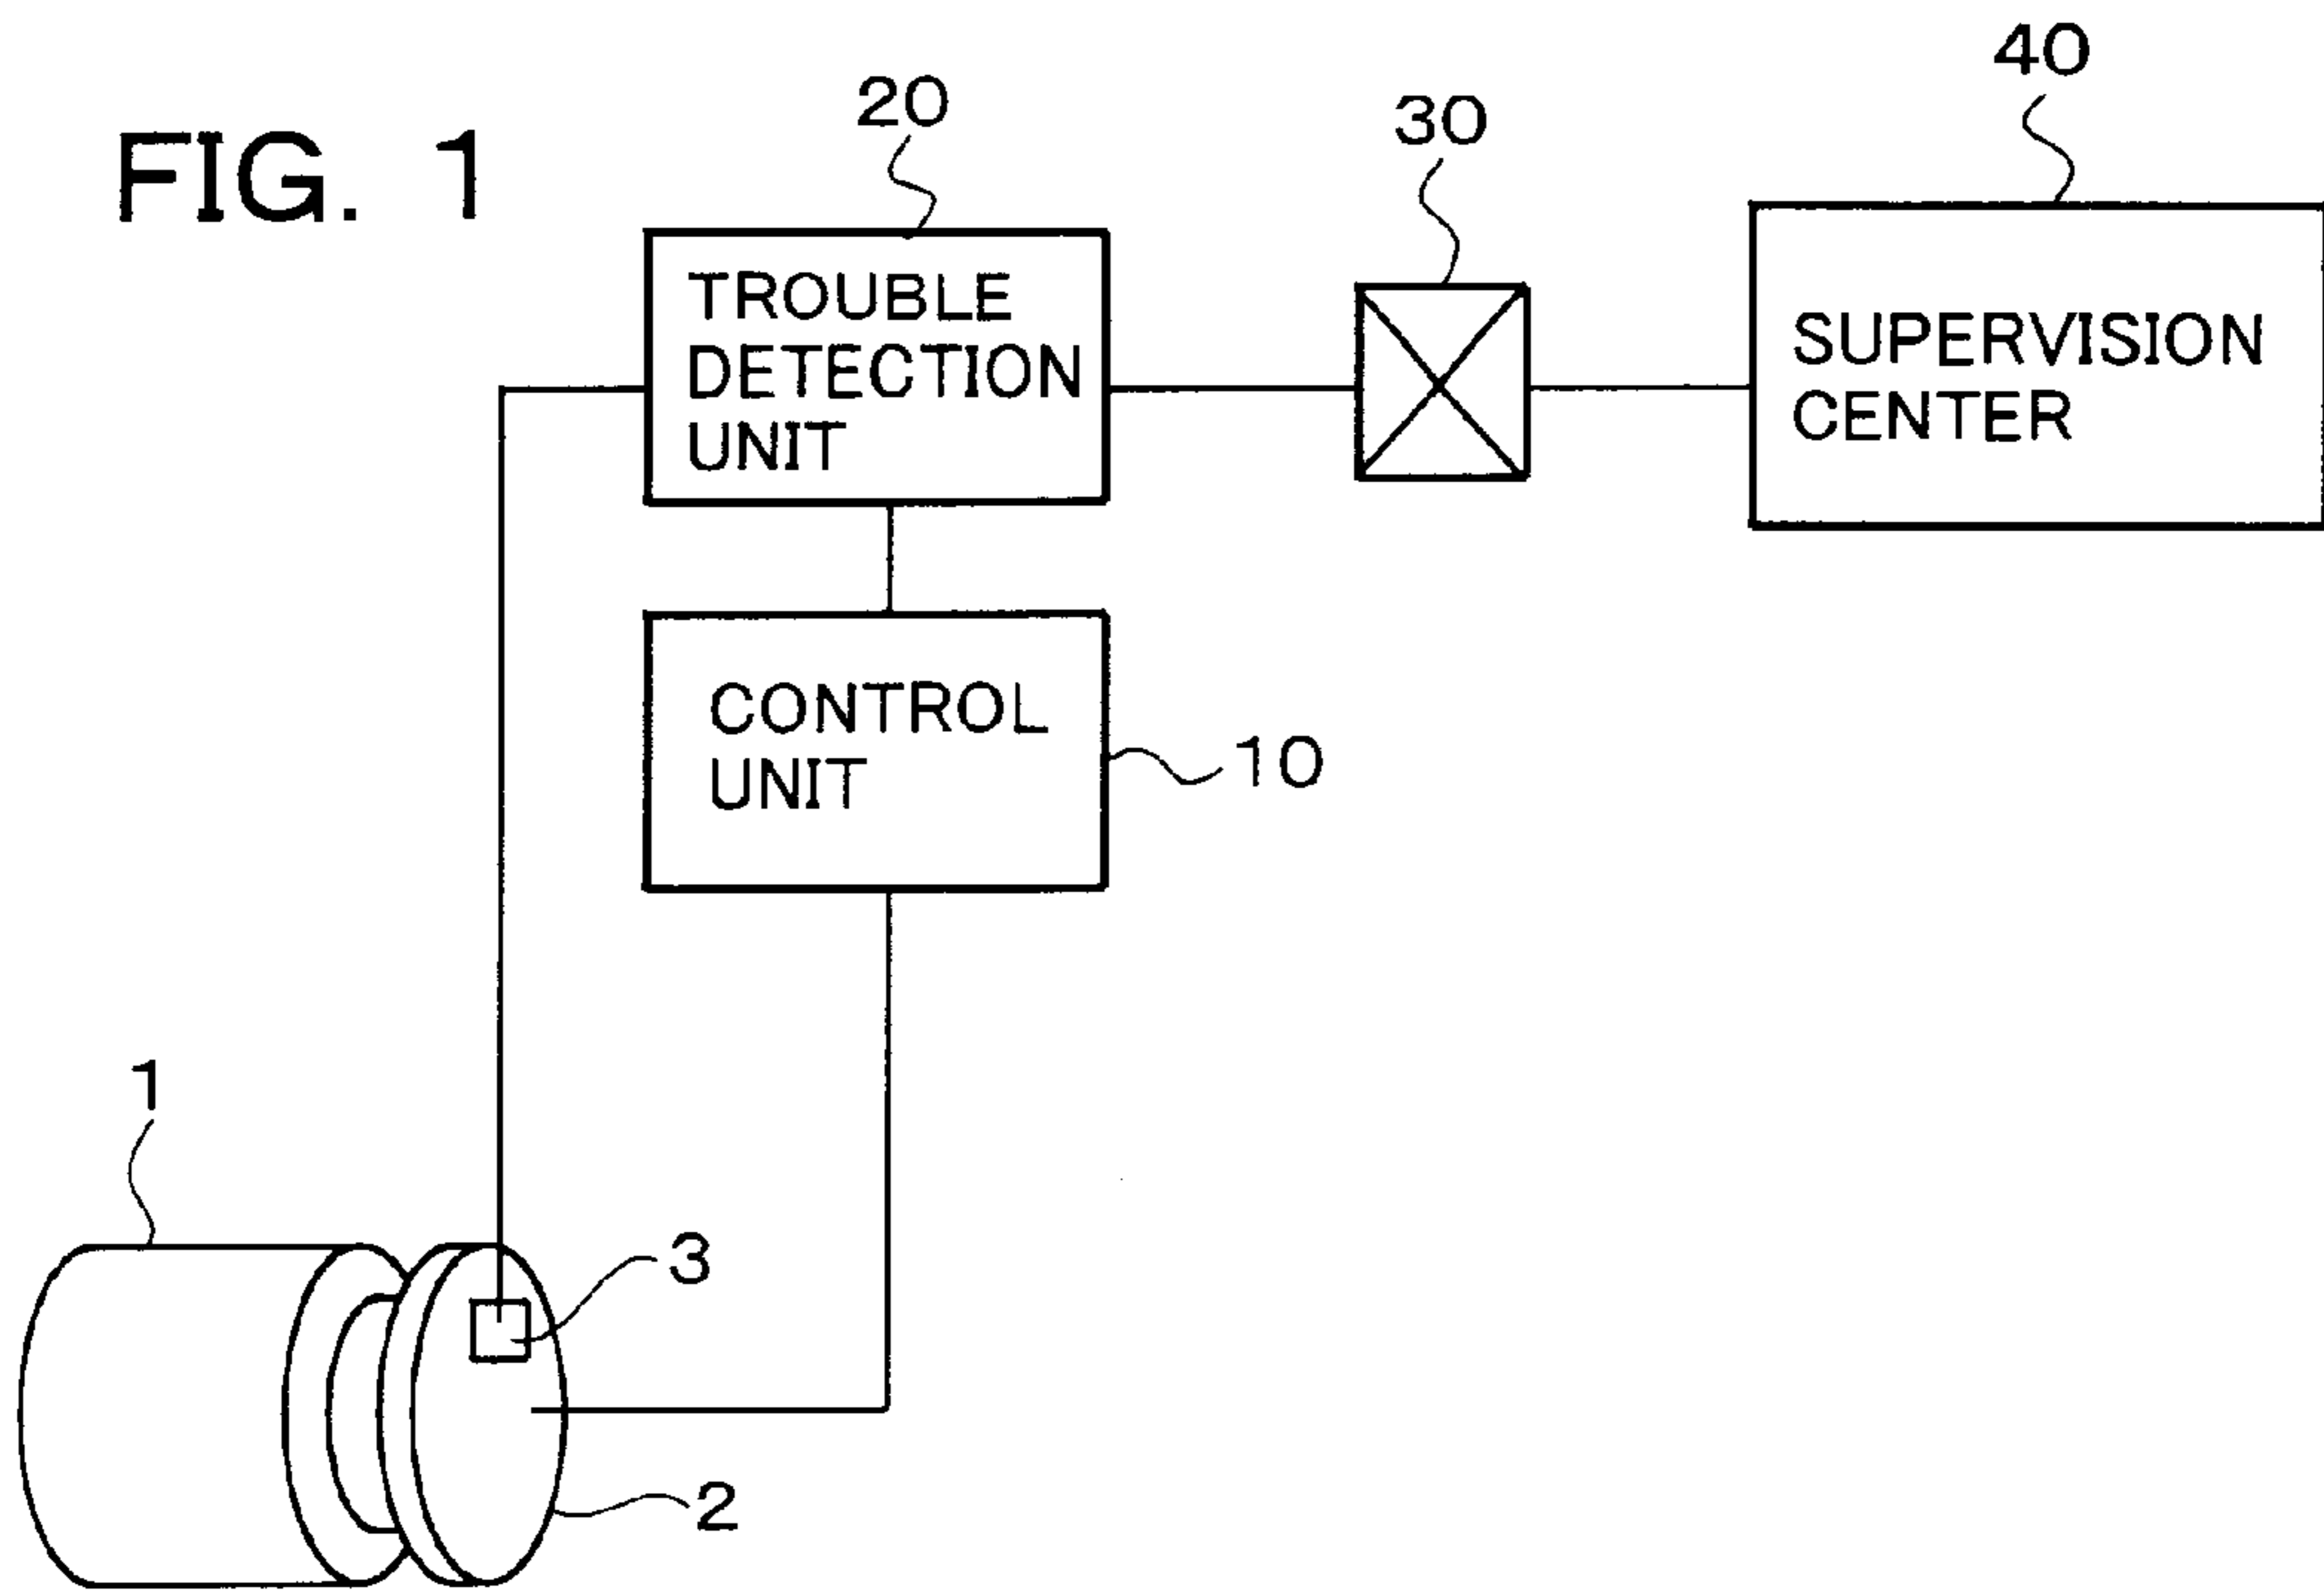 FIG. 1
20
30
40
TROUBLE
DETECTION
UNIT
SUPERVISION
CENTER
CONTROL
UNIT
10
1
3
2